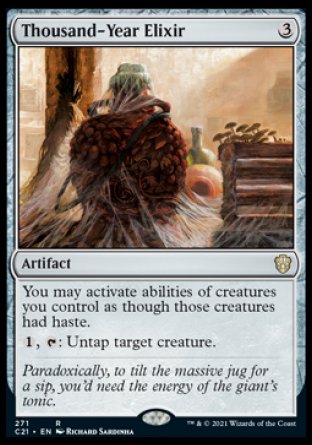 Thousand-Year Elixir 3
Artifact
You may activate abilities of creatures
you control as though those creatures
had haste.
1, T: Untap target creature.
Paradoxically, to tilt the massive jug for
a sip, you'd need the energy of the giant's
tonic.
271 R
C21 • EN Richard Sardinha ™ & © 2021 Wizards of the Coast